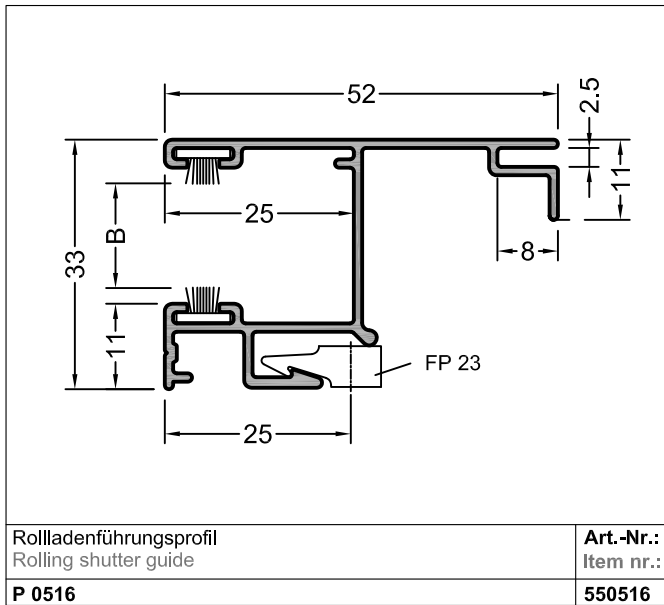 52
2.5
11
25
8
33
B
11
FP 23
25
Rollladenführungsprofil
Rolling shutter guide
Art.-Nr.:
Item nr.:
P 0516
550516